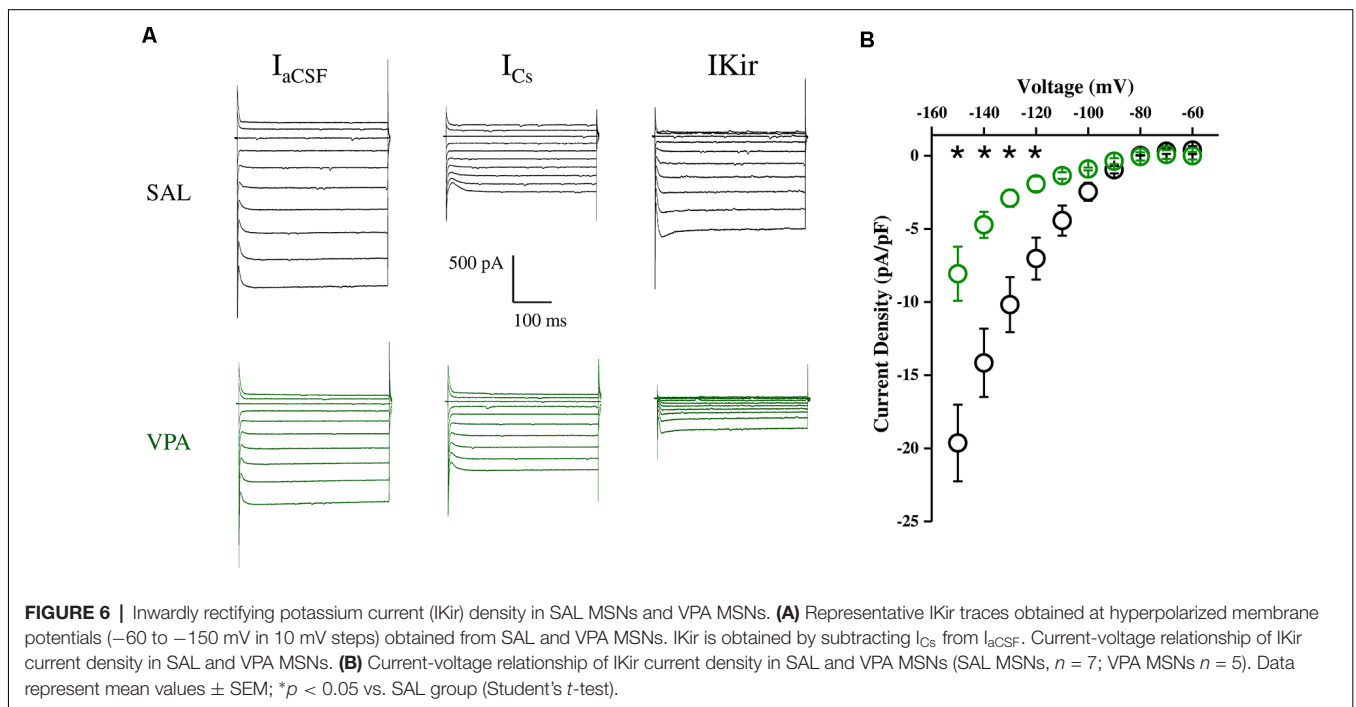 A
I_aCSF
I_Cs
IKir
SAL
500 pA
100 ms
VPA
B
Voltage (mV)
-160 -140 -120 -100 -80 -60
* * * *
0
-5
-10
-15
-20
-25
Current Density (pA/pF)
FIGURE 6 | Inwardly rectifying potassium current (IKir) density in SAL MSNs and VPA MSNs. (A) Representative IKir traces obtained at hyperpolarized membrane
potentials (−60 to −150 mV in 10 mV steps) obtained from SAL and VPA MSNs. IKir is obtained by subtracting I_Cs from I_aCSF. Current-voltage relationship of IKir
current density in SAL and VPA MSNs. (B) Current-voltage relationship of IKir current density in SAL and VPA MSNs (SAL MSNs, n = 7; VPA MSNs n = 5). Data
represent mean values ± SEM; *p < 0.05 vs. SAL group (Student's t-test).